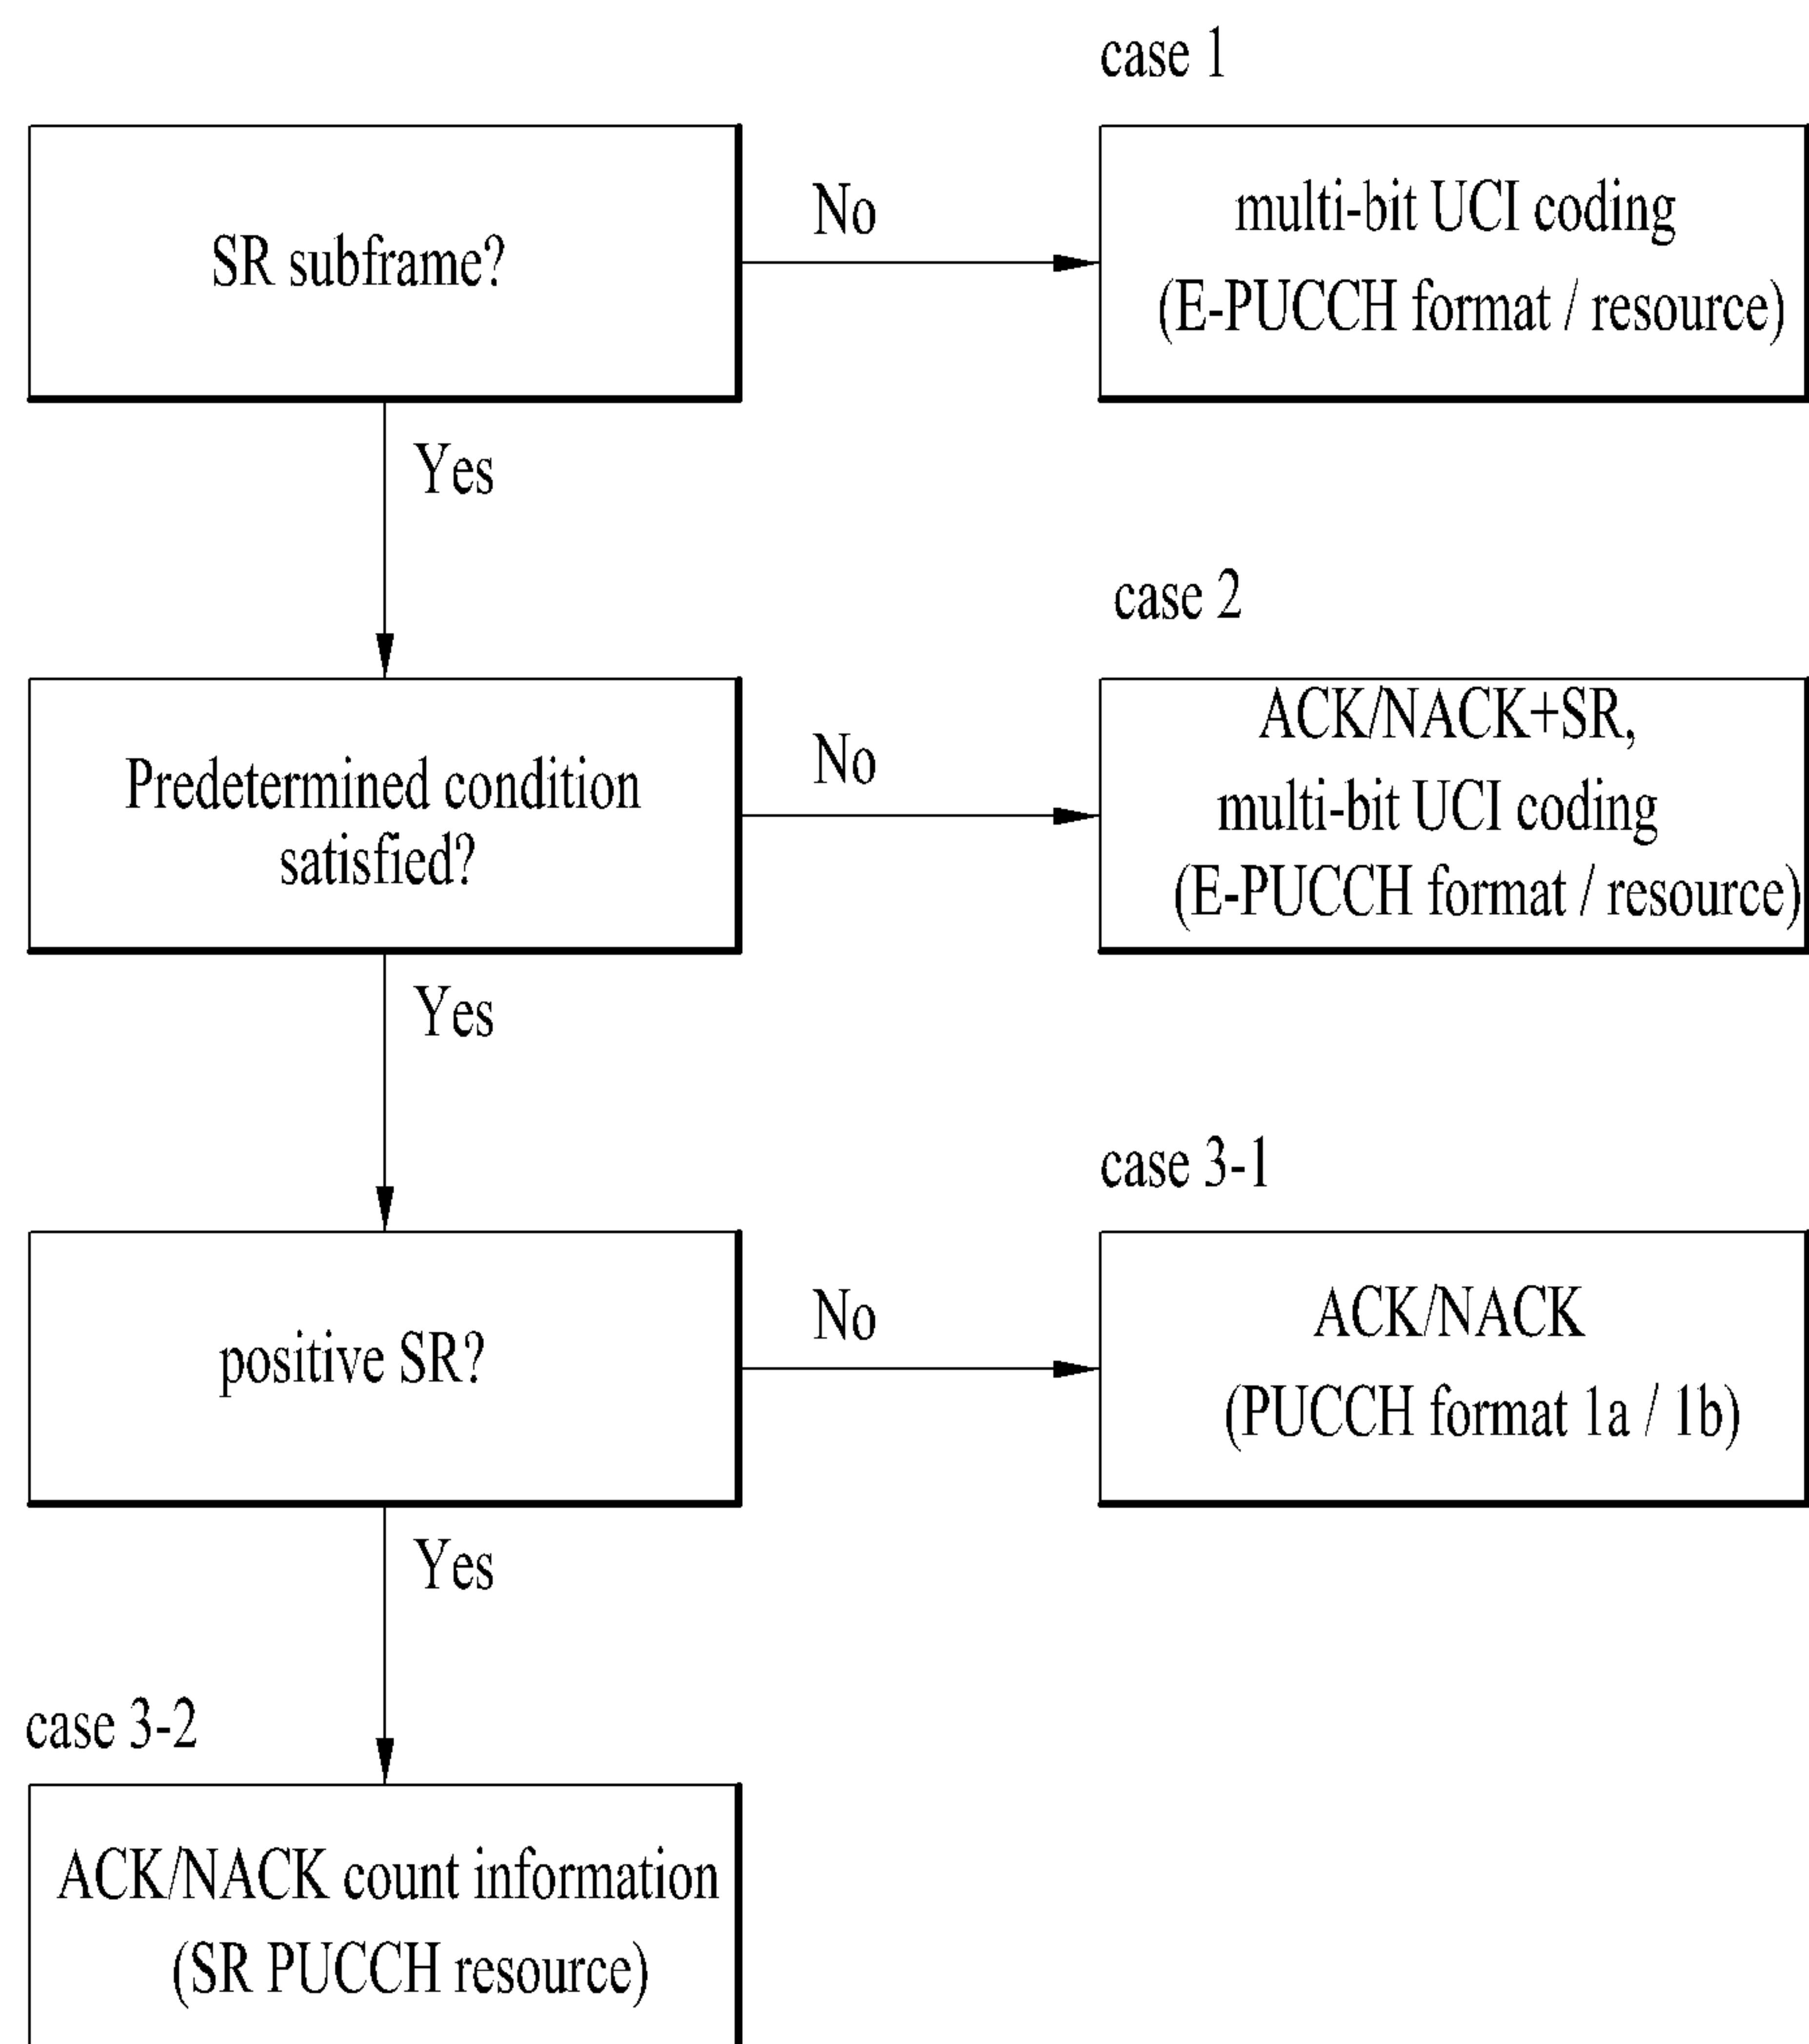 case 1
SR subframe?
No
multi-bit UCI coding
(E-PUCCH format / resource)
Yes
case 2
Predetermined condition
satisfied?
No
ACK/NACK+SR,
multi-bit UCI coding
(E-PUCCH format / resource)
Yes
case 3-1
positive SR?
No
ACK/NACK
(PUCCH format 1a / 1b)
Yes
case 3-2
ACK/NACK count information
(SR PUCCH resource)